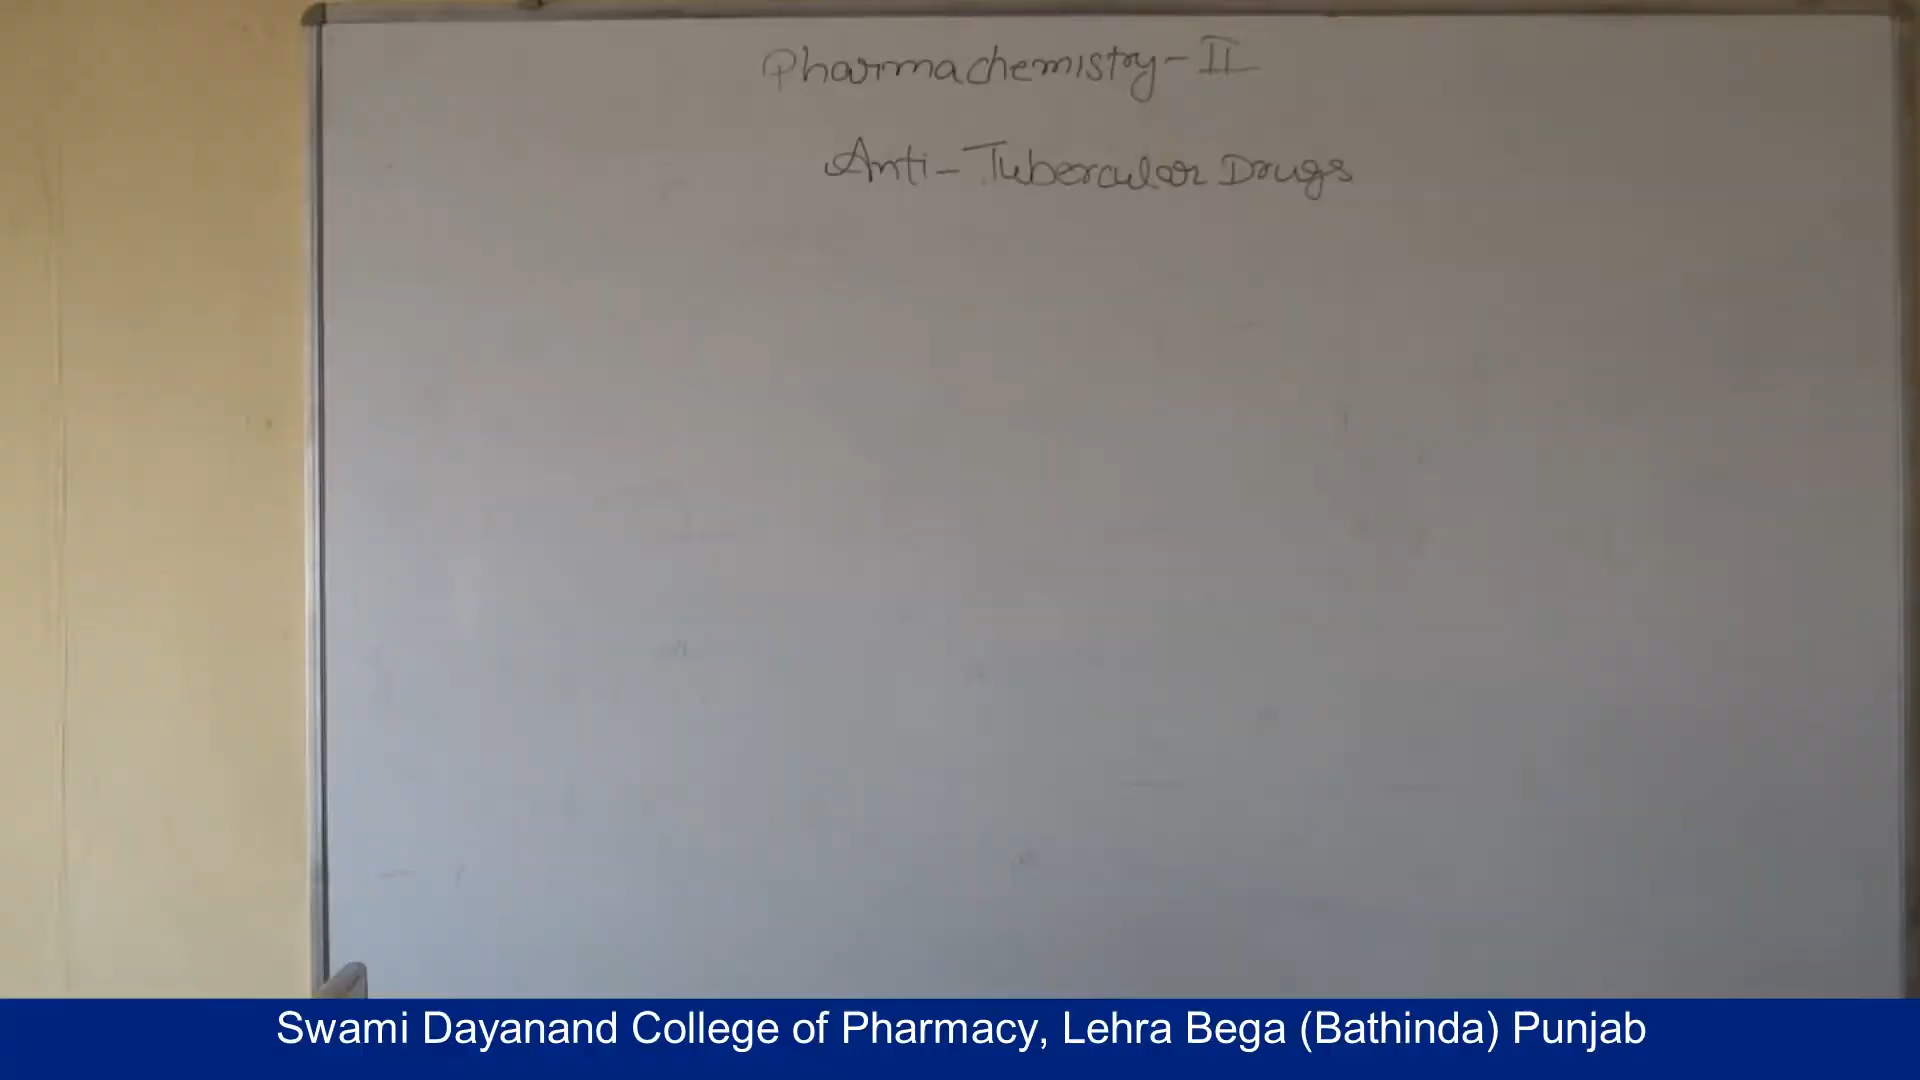 Pharmachemistry-II
Anti-Tubercular Drugs
Swami Dayanand College of Pharmacy, Lehra Bega (Bathinda) Punjab